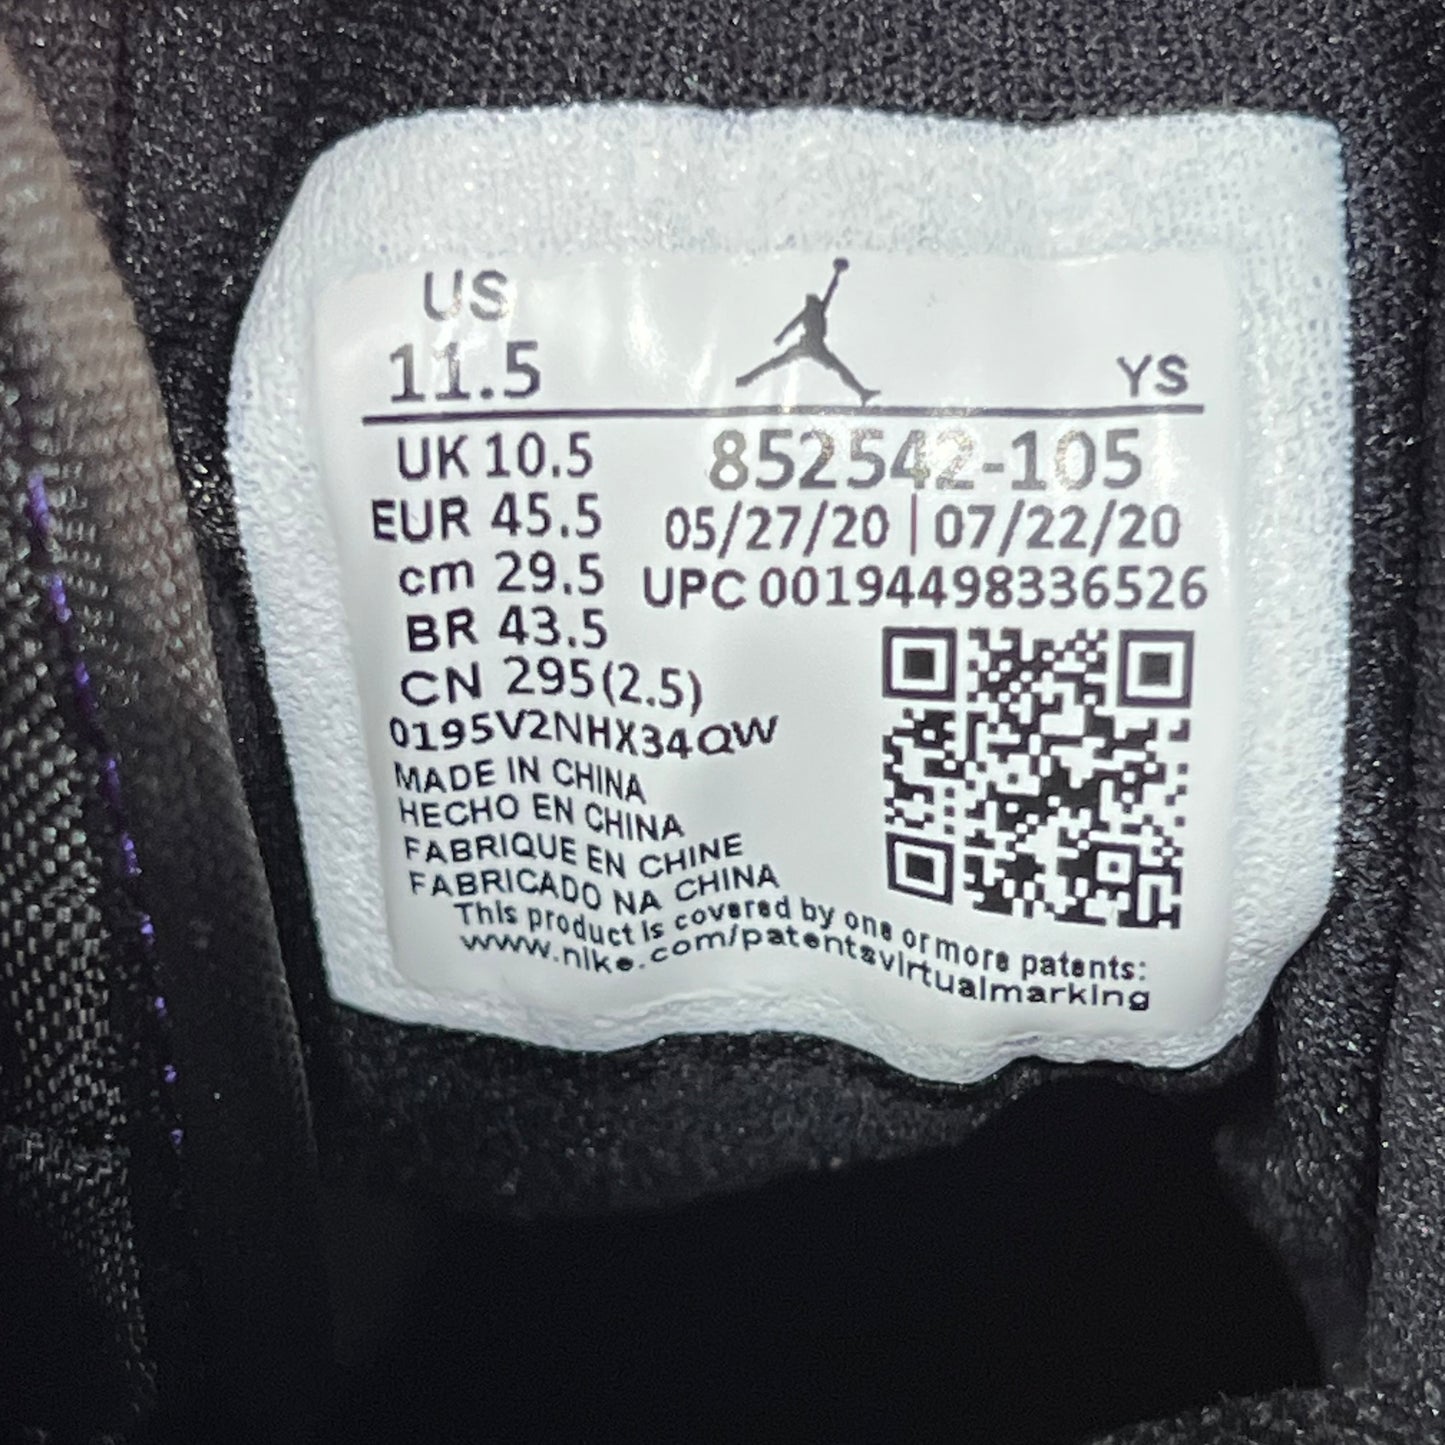 US
11.5
YS
UK 10.5
852542-105
EUR 45.5
05/27/20 | 07/22/20
cm 29.5
UPC 00194498336526
BR 43.5
CN 295(2.5)
0195V2NHX34QW
MADE IN CHINA
HECHO EN CHINA
FABRIQUE EN CHINE
FABRICADO NA CHINA
This product is covered by one or more patents:
www.nike.com/patentsvirtualmarking